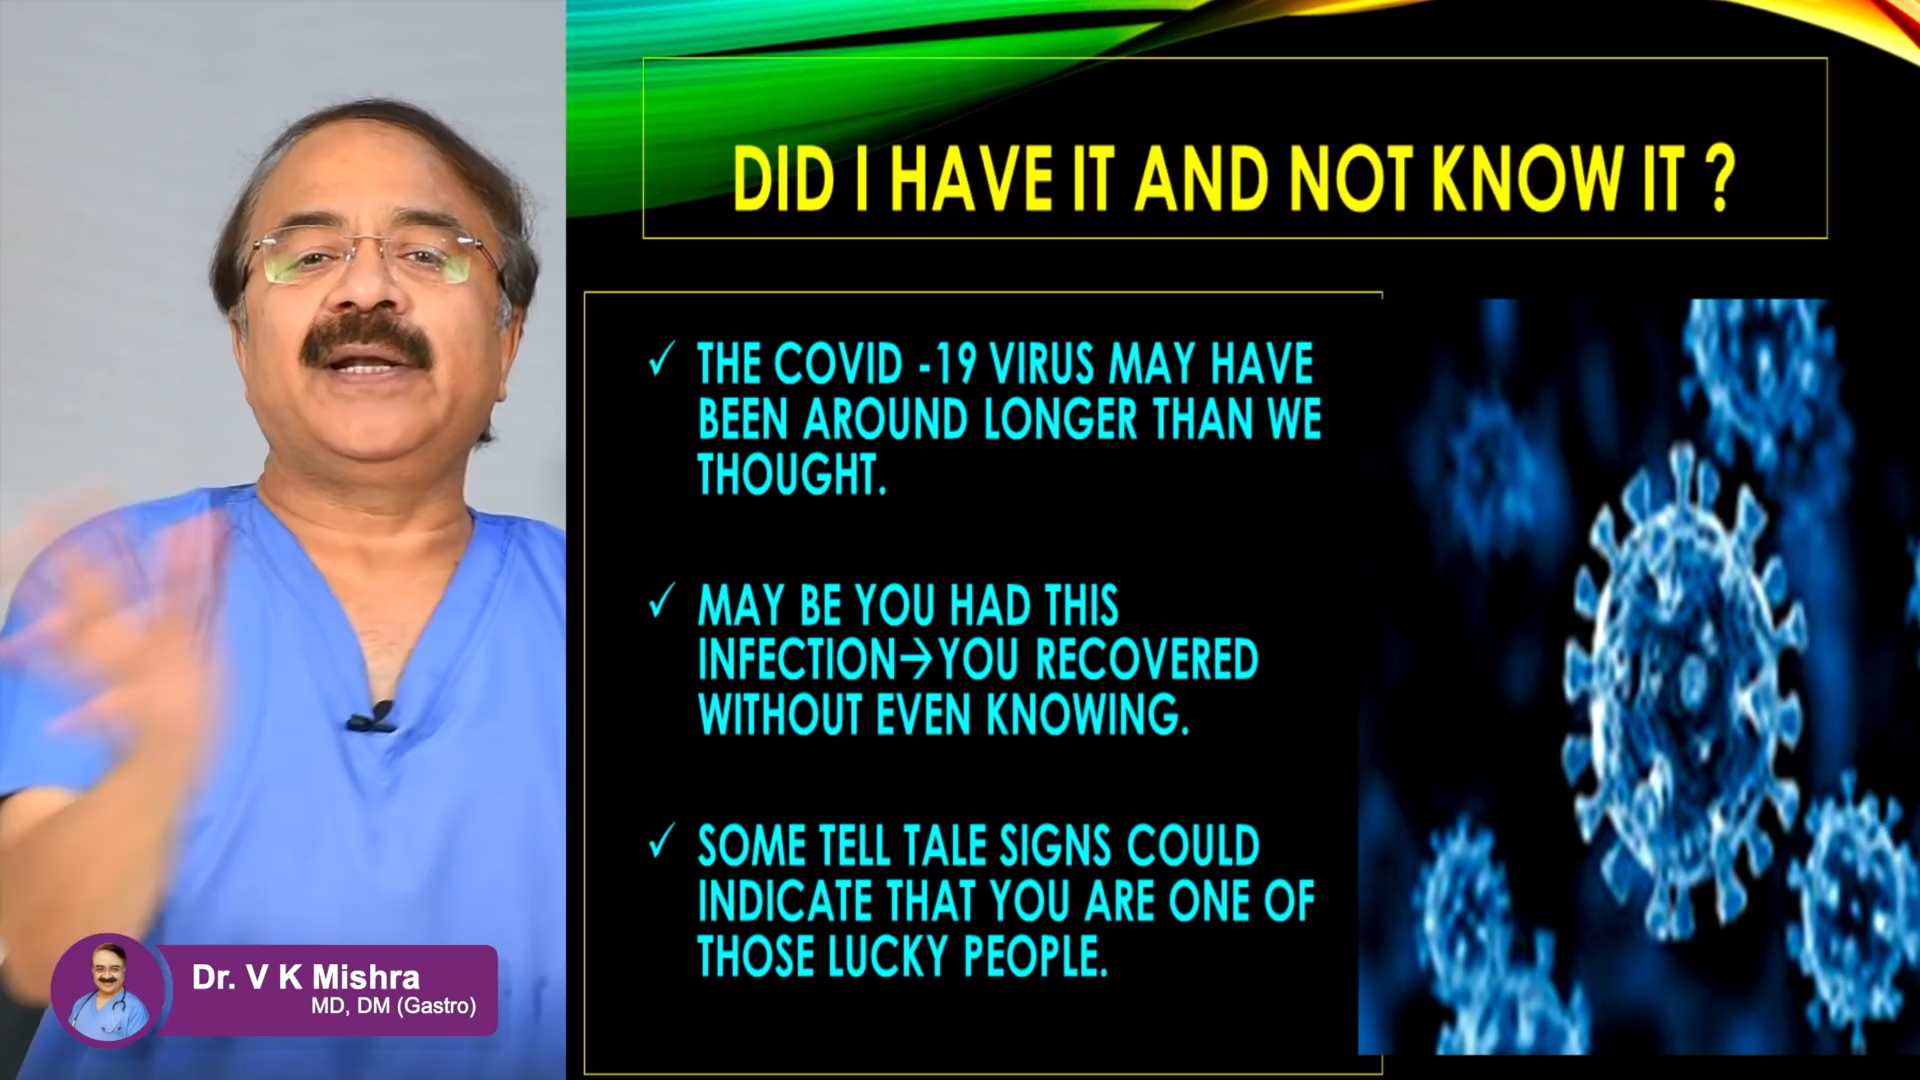 DID I HAVE IT AND NOT KNOW IT ?
✓ THE COVID -19 VIRUS MAY HAVE
BEEN AROUND LONGER THAN WE
THOUGHT.
✓ MAY BE YOU HAD THIS
INFECTION→YOU RECOVERED
WITHOUT EVEN KNOWING.
✓ SOME TELL TALE SIGNS COULD
INDICATE THAT YOU ARE ONE OF
THOSE LUCKY PEOPLE.
Dr. V K Mishra
MD, DM (Gastro)